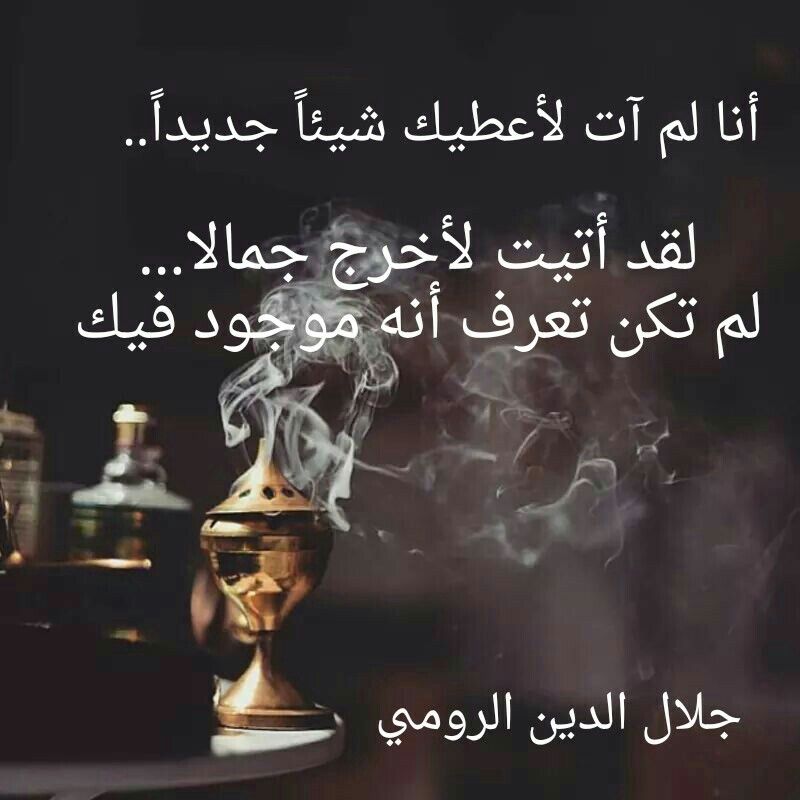 أنا لم آت لأعطيك شيئاً جديداً..
لقد أتيت لأخرج جمالا...
لم تكن تعرف أنه موجود فيك
جلال الدين الرومي